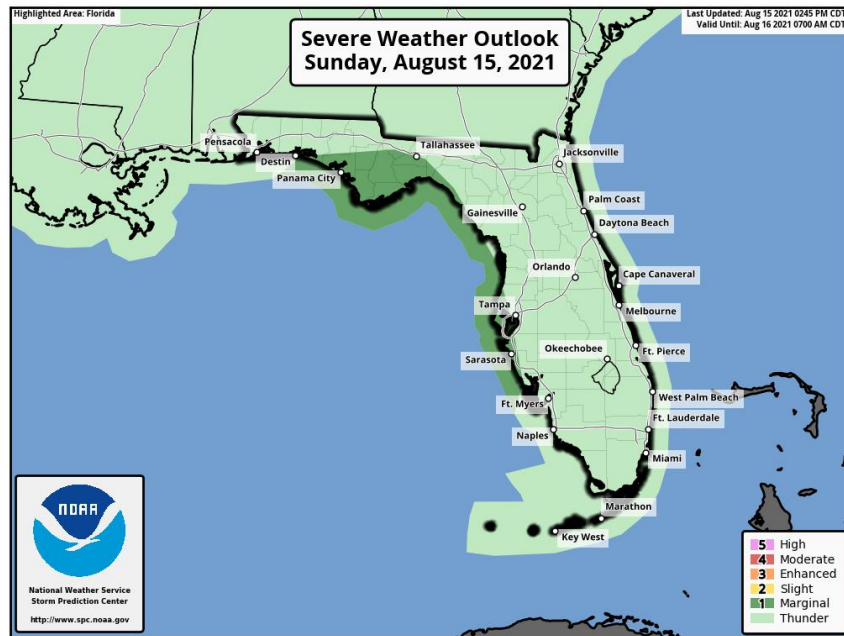 Highlighted Area: Florida
Last Updated: Aug 15 2021 0245 PM CDT
Valid Until: Aug 16 2021 0700 AM CDT
Severe Weather Outlook
Sunday, August 15, 2021
Pensacola
Tallahassee
Destin
Jacksonville
Panama City
Palm Coast
Gainesville
Daytona Beach
Orlando
Cape Canaveral
Tampa
Melbourne
Okeechobee
Ft. Pierce
Sarasota
West Palm Beach
Ft. Myers
Ft. Lauderdale
Naples
Miami
Marathon
Key West
NOAA
National Weather Service
Storm Prediction Center
http://www.spc.noaa.gov
5 High
4 Moderate
3 Enhanced
2 Slight
1 Marginal
Thunder